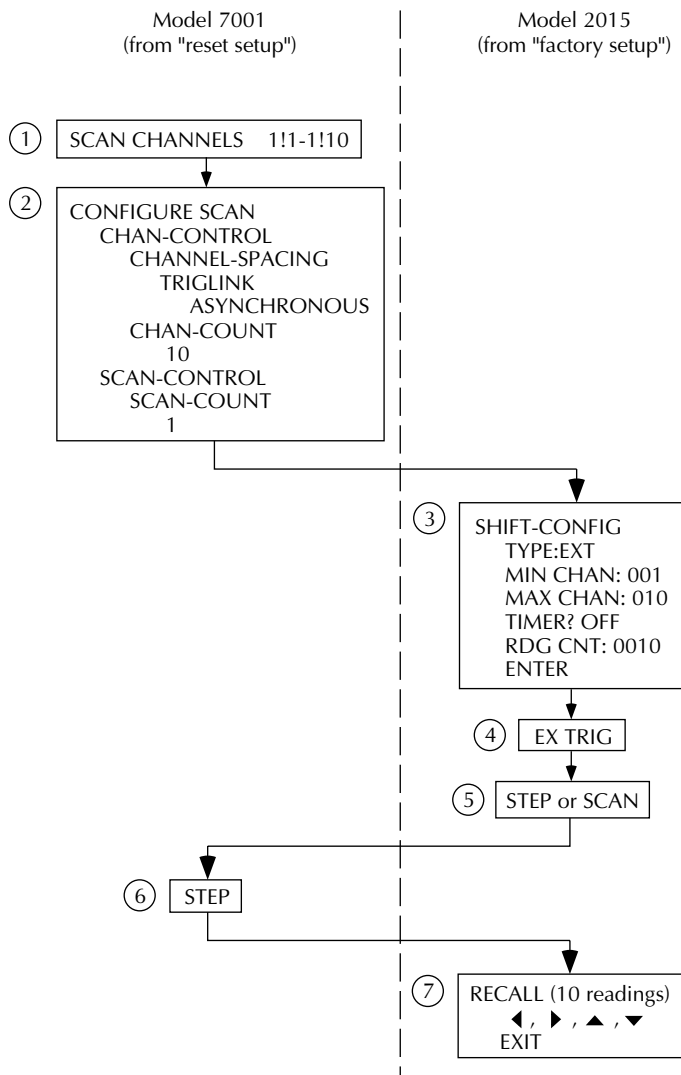 Model 7001
(from "reset setup")
Model 2015
(from "factory setup")
1
SCAN CHANNELS 1!1-1!10
2
CONFIGURE SCAN
CHAN-CONTROL
CHANNEL-SPACING
TRIGLINK
ASYNCHRONOUS
CHAN-COUNT
10
SCAN-CONTROL
SCAN-COUNT
1
3
SHIFT-CONFIG
TYPE:EXT
MIN CHAN: 001
MAX CHAN: 010
TIMER? OFF
RDG CNT: 0010
ENTER
4
EX TRIG
5
STEP or SCAN
6
STEP
7
RECALL (10 readings)
◀ , ▶ , ▲ , ▼
EXIT